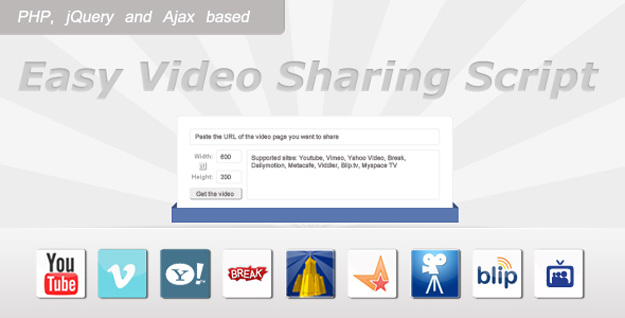 PHP, jQuery and Ajax based
Easy Video Sharing Script
Paste the URL of the video page you want to share
Width: 600
Height: 300
Get the video
Supported sites: Youtube, Vimeo, Yahoo Video, Break,
Dailymotion, Metacafe, Viddler, Blip.tv, Myspace TV
You
Tube
V
Y!
BREAK
blip